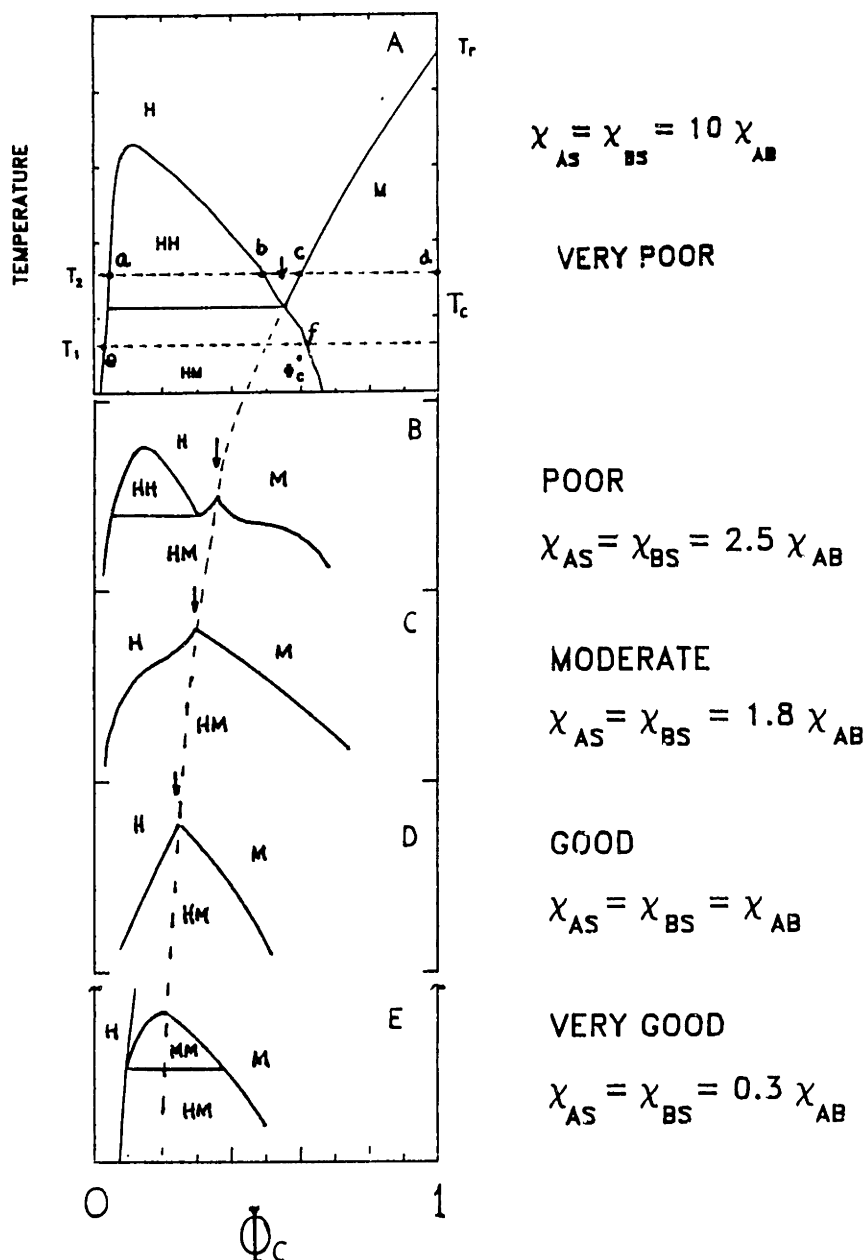 A
T_r
H
χ_AS = χ_BS = 10 χ_AB
TEMPERATURE
M
HH
b
c
a
d
VERY POOR
T_2
T_c
f
T_1
e
HM
Φ_c^*
B
H
M
HH
POOR
HM
χ_AS = χ_BS = 2.5 χ_AB
C
H
M
MODERATE
HM
χ_AS = χ_BS = 1.8 χ_AB
H
D
M
GOOD
HM
χ_AS = χ_BS = χ_AB
E
H
VERY GOOD
MM
M
HM
χ_AS = χ_BS = 0.3 χ_AB
0
1
Φ_C